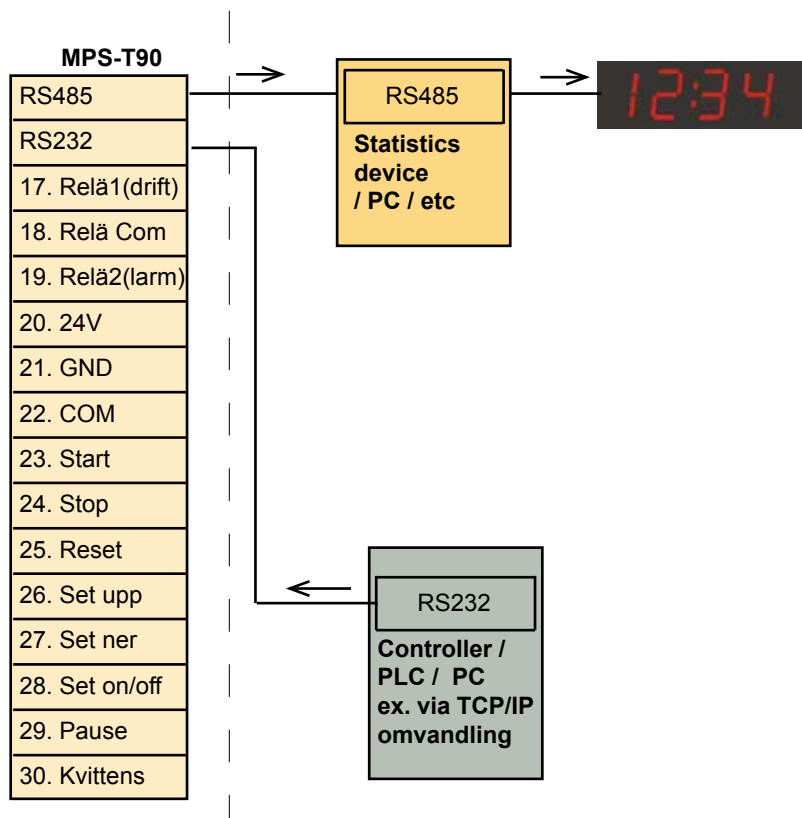 MPS-T90
RS485
RS232
17. Relä1(drift)
18. Relä Com
19. Relä2(larm)
20. 24V
21. GND
22. COM
23. Start
24. Stop
25. Reset
26. Set upp
27. Set ner
28. Set on/off
29. Pause
30. Kvittens
RS485
Statistics
device
/ PC / etc
12:34
RS232
Controller /
PLC / PC
ex. via TCP/IP
omvandling